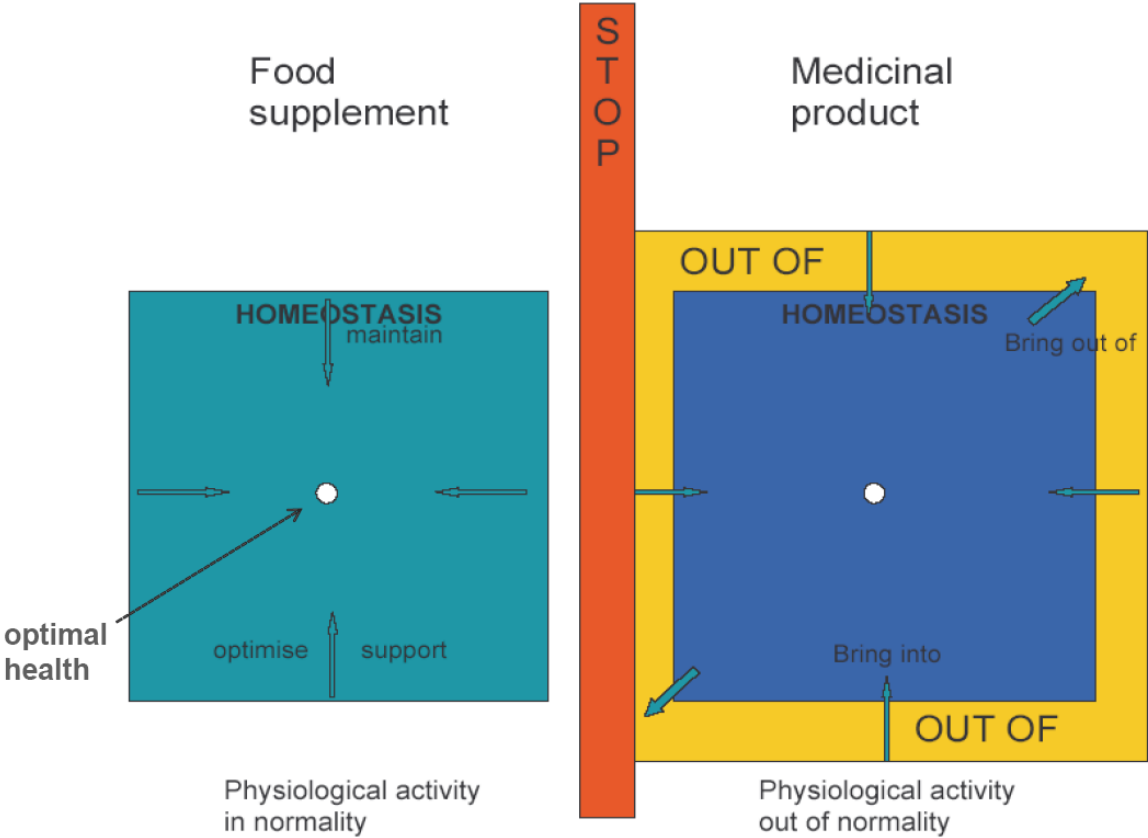 Food
supplement
STOP
Medicinal
product
HOMEOSTASIS
maintain
optimal
health
optimise support
Physiological activity
in normality
OUT OF
HOMEOSTASIS
Bring out of
Bring into
OUT OF
Physiological activity
out of normality